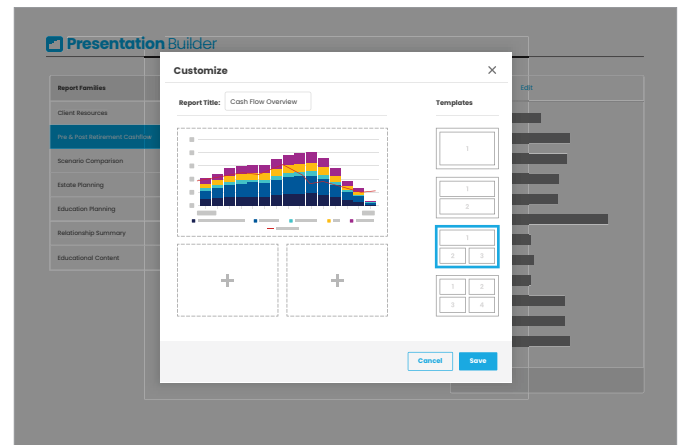 Presentation Builder
Customize
Report Families
Edit
Report Title: Cash Flow Overview
Templates
Client Resources
Pre & Post Retirement Cashflow
Scenario Comparison
Estate Planning
Education Planning
Relationship Summary
Educational Content
1
1
2
1
2 3
1 2
3 4
+ +
Cancel Save